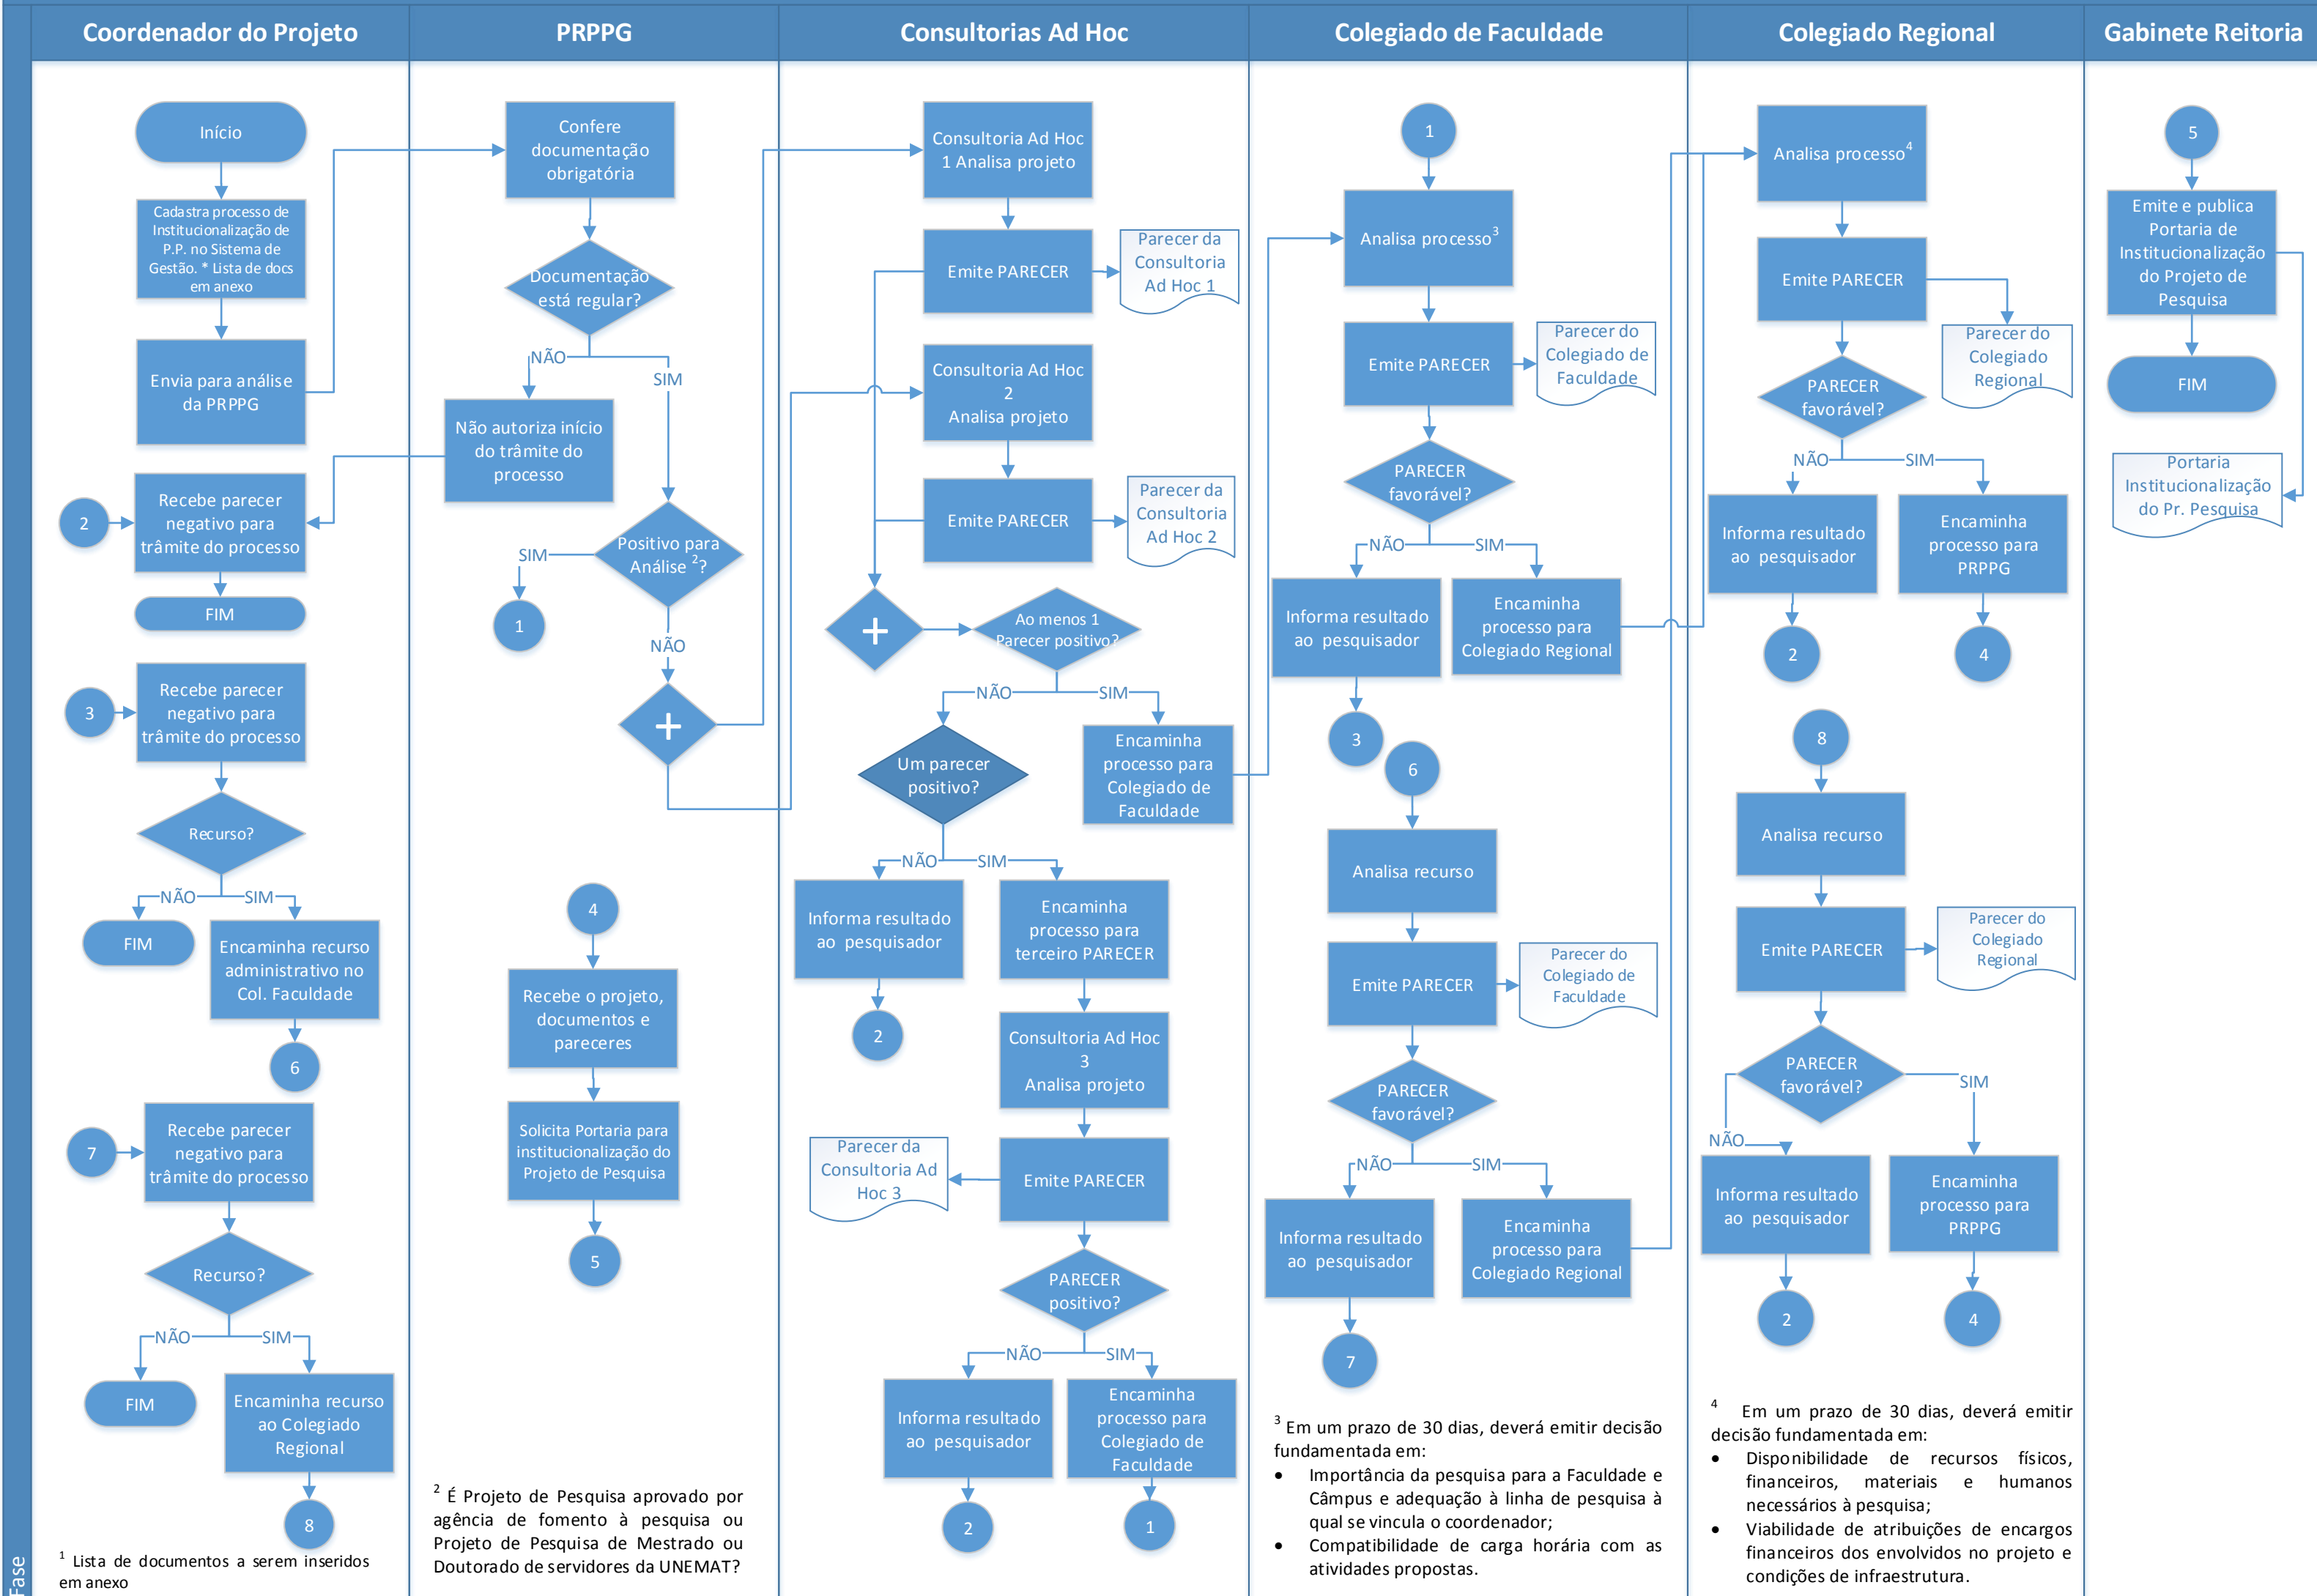 Coordenador do Projeto
PRPPG
Consultorias Ad Hoc
Colegiado de Faculdade
Colegiado Regional
Gabinete Reitoria
Fase
Início
Cadastra processo de
Institucionalização de
P.P. no Sistema de
Gestão. * Lista de docs
em anexo
Envia para análise
da PRPPG
2
Recebe parecer
negativo para
trâmite do processo
FIM
3
Recebe parecer
negativo para
trâmite do processo
Recurso?
NÃO
SIM
FIM
Encaminha recurso
administrativo no
Col. Faculdade
6
7
Recebe parecer
negativo para
trâmite do processo
Recurso?
NÃO
SIM
FIM
Encaminha recurso
ao Colegiado
Regional
8
1 Lista de documentos a serem inseridos
em anexo
Confere
documentação
obrigatória
Documentação
está regular?
NÃO
SIM
Não autoriza início
do trâmite do
processo
Positivo para
Análise 2?
SIM
1
NÃO
+
4
Recebe o projeto,
documentos e
pareceres
Solicita Portaria para
institucionalização do
Projeto de Pesquisa
5
2 É Projeto de Pesquisa aprovado por
agência de fomento à pesquisa ou
Projeto de Pesquisa de Mestrado ou
Doutorado de servidores da UNEMAT?
Consultoria Ad Hoc
1 Analisa projeto
Emite PARECER
Parecer da
Consultoria
Ad Hoc 1
Consultoria Ad Hoc
2
Analisa projeto
Emite PARECER
Parecer da
Consultoria
Ad Hoc 2
+
Ao menos 1
Parecer positivo?
NÃO
SIM
Um parecer
positivo?
Encaminha
processo para
Colegiado de
Faculdade
NÃO
SIM
Informa resultado
ao pesquisador
2
Encaminha
processo para
terceiro PARECER
Consultoria Ad Hoc
3
Analisa projeto
Emite PARECER
Parecer da
Consultoria Ad
Hoc 3
PARECER
positivo?
NÃO
SIM
Informa resultado
ao pesquisador
Encaminha
processo para
Colegiado de
Faculdade
2
1
1
Analisa processo3
Emite PARECER
Parecer do
Colegiado de
Faculdade
PARECER
favorável?
NÃO
SIM
Informa resultado
ao pesquisador
Encaminha
processo para
Colegiado Regional
3
6
Analisa recurso
Emite PARECER
Parecer do
Colegiado de
Faculdade
PARECER
favorável?
NÃO
SIM
Informa resultado
ao pesquisador
Encaminha
processo para
Colegiado Regional
7
3 Em um prazo de 30 dias, deverá emitir decisão
fundamentada em:
• Importância da pesquisa para a Faculdade e
Câmpus e adequação à linha de pesquisa à
qual se vincula o coordenador;
• Compatibilidade de carga horária com as
atividades propostas.
Analisa processo4
Emite PARECER
Parecer do
Colegiado
Regional
PARECER
favorável?
NÃO
SIM
Informa resultado
ao pesquisador
Encaminha
processo para
PRPPG
2
4
8
Analisa recurso
Emite PARECER
Parecer do
Colegiado
Regional
PARECER
favorável?
NÃO
SIM
Informa resultado
ao pesquisador
Encaminha
processo para
PRPPG
2
4
4 Em um prazo de 30 dias, deverá emitir
decisão fundamentada em:
• Disponibilidade de recursos físicos,
financeiros, materiais e humanos
necessários à pesquisa;
• Viabilidade de atribuições de encargos
financeiros dos envolvidos no projeto e
condições de infraestrutura.
5
Emite e publica
Portaria de
Institucionalização
do Projeto de
Pesquisa
FIM
Portaria
Institucionalização
do Pr. Pesquisa